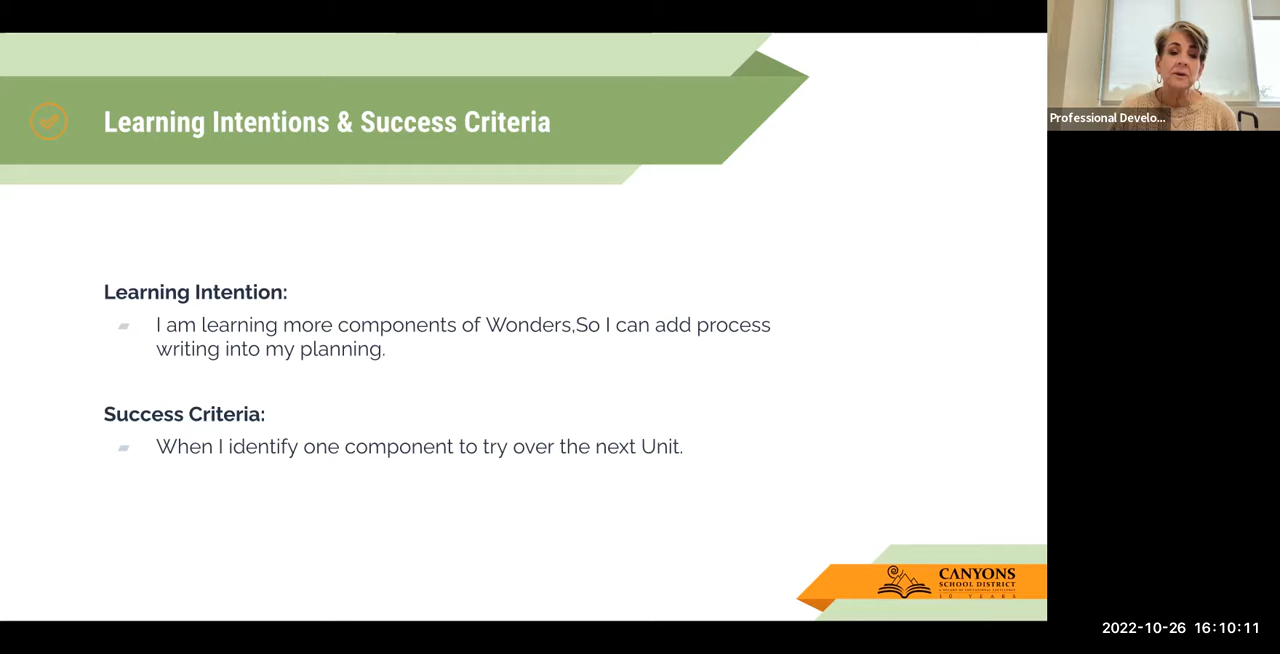 Learning Intentions & Success Criteria
Professional Develo...
Learning Intention:
I am learning more components of Wonders,So I can add process
writing into my planning.
Success Criteria:
When I identify one component to try over the next Unit.
CANYONS
SCHOOL DISTRICT
10 YEARS
2022-10-26 16:10:11